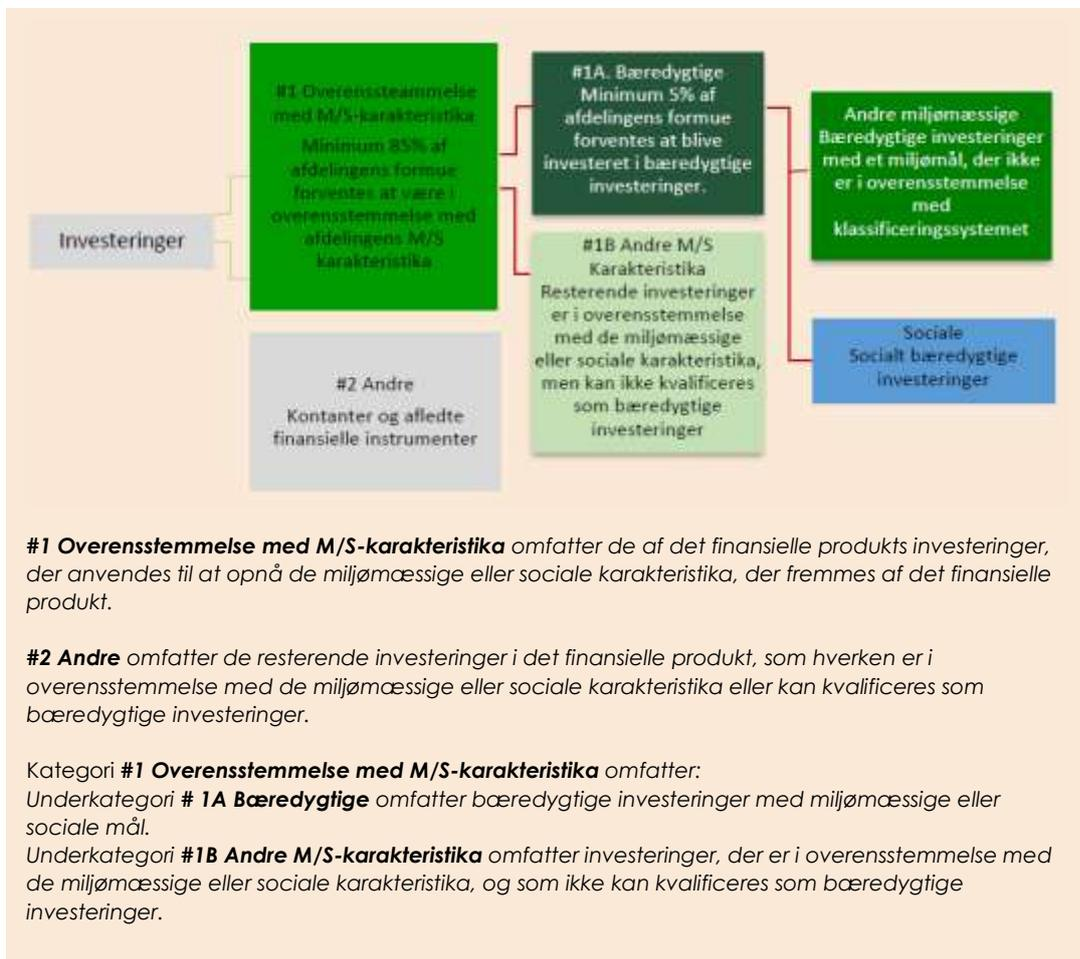 Investeringer
#1 Overenssteammelse
med M/S-karakteristika
Minimum 85% af
afdelingens formue
forventes at være i
overensstemmelse med
afdelingens M/S
karakteristika
#2 Andre
Kontanter og afledte
finansielle instrumenter
#1A. Bæredygtige
Minimum 5% af
afdelingens formue
forventes at blive
investeret i bæredygtige
investeringer.
#1B Andre M/S
Karakteristika
Resterende investeringer
er i overensstemmelse
med de miljømæssige
eller sociale karakteristika,
men kan ikke kvalificeres
som bæredygtige
investeringer
Andre miljømæssige
Bæredygtige investeringer
med et miljømål, der ikke
er i overensstemmelse
med
klassificeringssystemet
Sociale
Socialt bæredygtige
investeringer
#1 Overensstemmelse med M/S-karakteristika omfatter de af det finansielle produkts investeringer,
der anvendes til at opnå de miljømæssige eller sociale karakteristika, der fremmes af det finansielle
produkt.
#2 Andre omfatter de resterende investeringer i det finansielle produkt, som hverken er i
overensstemmelse med de miljømæssige eller sociale karakteristika eller kan kvalificeres som
bæredygtige investeringer.
Kategori #1 Overensstemmelse med M/S-karakteristika omfatter:
Underkategori # 1A Bæredygtige omfatter bæredygtige investeringer med miljømæssige eller
sociale mål.
Underkategori #1B Andre M/S-karakteristika omfatter investeringer, der er i overensstemmelse med
de miljømæssige eller sociale karakteristika, og som ikke kan kvalificeres som bæredygtige
investeringer.